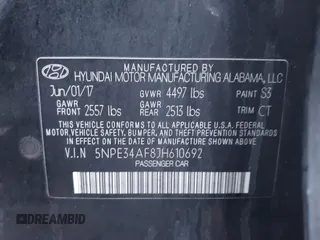 MANUFACTURED BY
HYUNDAI MOTOR MANUFACTURING ALABAMA, LLC
Jun/01/17 GVWR 4497 lbs PAINT S3
GAWR FRONT 2557 lbs GAWR REAR 2513 lbs TRIM CT
THIS VEHICLE CONFORMS TO ALL APPLICABLE U.S. FEDERAL
MOTOR VEHICLE SAFETY, BUMPER, AND THEFT PREVENTION STANDARDS
IN EFFECT ON THE DATE OF MANUFACTURE SHOWN ABOVE.
V.I.N 5NPE34AF8JH610692
PASSENGER CAR
DREAMBID